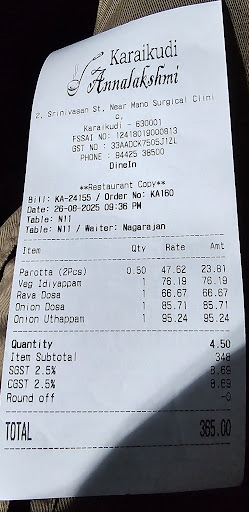 Karaikudi
Annalakshmi
2, Srinivasan St, Near Mano Surgical Clini
c,
Karaikudi - 630001
FSSAI NO: 12418019000813
GST NO : 33AADCK7505J1ZL
PHONE : 94425 38500
DineIn
**Restaurant Copy**
Bill: KA-24155 / Order No: KA160
Date: 26-08-2025 09:36 PM
Table: N11
Table: N11 / Waiter: Nagarajan
Item Qty Rate Amt
Parotta (2Pcs) 0.50 47.62 23.81
Veg Idiyappam 1 76.19 76.19
Rava Dosa 1 66.67 66.67
Onion Dosa 1 85.71 85.71
Onion Uthappam 1 95.24 95.24
Quantity 4.50
Item Subtotal 348
SGST 2.5% 8.69
CGST 2.5% 8.69
Round off -0
TOTAL 365.00